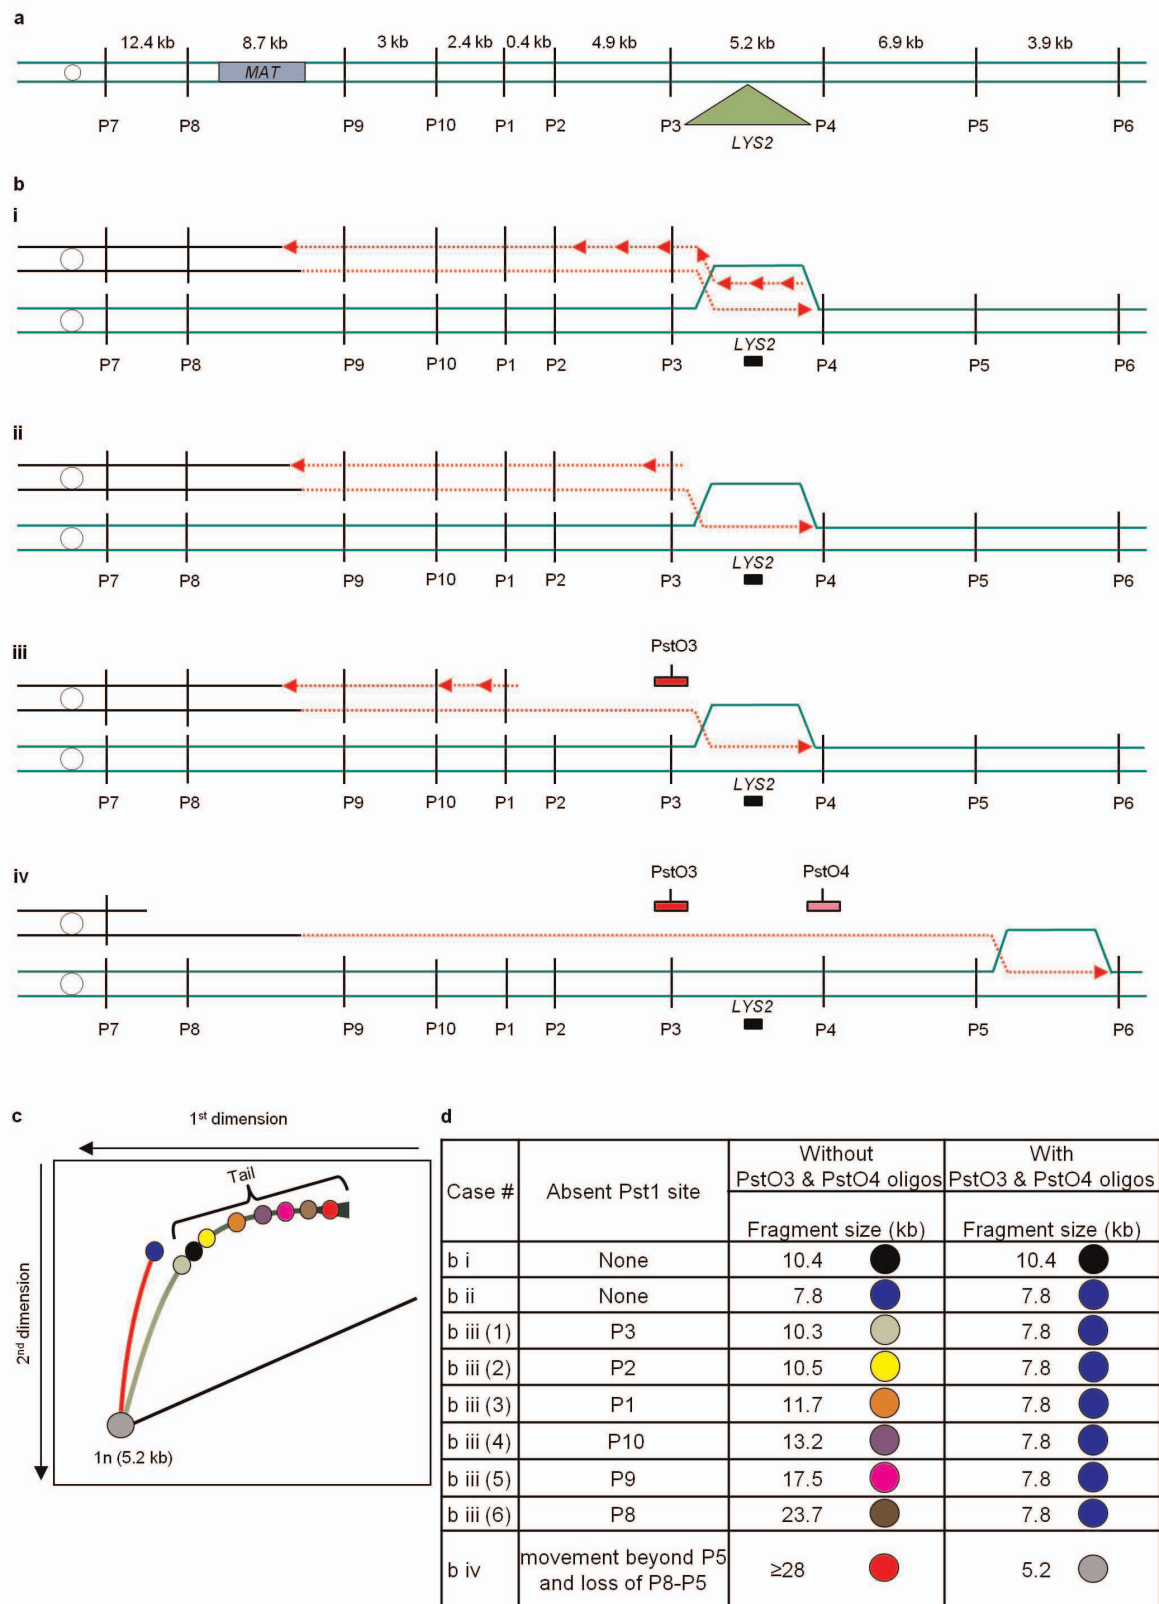 a
12.4 kb 8.7 kb 3 kb 2.4 kb 0.4 kb 4.9 kb 5.2 kb 6.9 kb 3.9 kb
MAT
P7 P8 P9 P10 P1 P2 P3 P4 P5 P6
LYS2
b
i
LYS2
P7 P8 P9 P10 P1 P2 P3 P4 P5 P6
ii
LYS2
P7 P8 P9 P10 P1 P2 P3 P4 P5 P6
iii
PstO3
LYS2
P7 P8 P9 P10 P1 P2 P3 P4 P5 P6
iv
PstO3 PstO4
LYS2
P7 P8 P9 P10 P1 P2 P3 P4 P5 P6
c
1st dimension
2nd dimension
Tail
1n (5.2 kb)
d
Case # Absent Pst1 site Without PstO3 & PstO4 oligos With PstO3 & PstO4 oligos
Fragment size (kb) Fragment size (kb)
b i None 10.4 10.4
b ii None 7.8 7.8
b iii (1) P3 10.3 7.8
b iii (2) P2 10.5 7.8
b iii (3) P1 11.7 7.8
b iii (4) P10 13.2 7.8
b iii (5) P9 17.5 7.8
b iii (6) P8 23.7 7.8
b iv movement beyond P5 and loss of P8-P5 ≥28 5.2